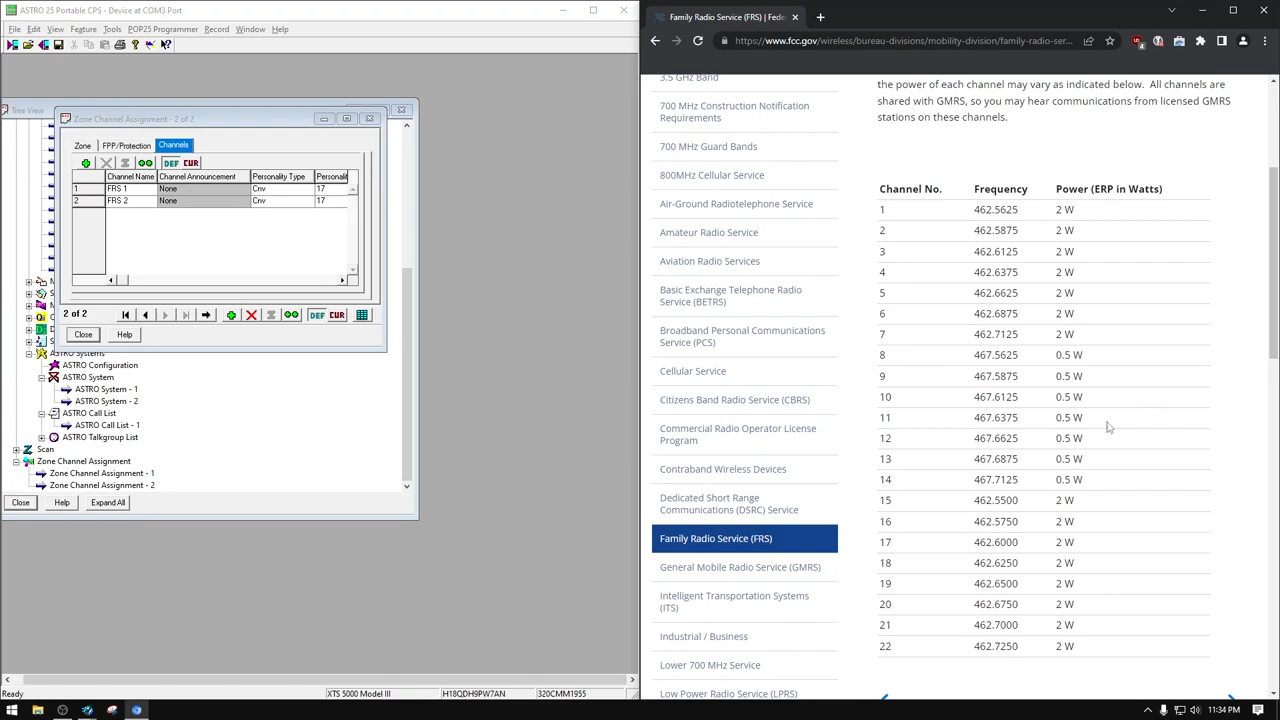 ASTRO 25 Portable CPS - Device at COM3 Port
File Edit View Feature Tools POP25 Programmer Record Window Help
Tree View
Zone Channel Assignment - 2 of 2
Zone FPP/Protection Channels
DEF CUR
Channel Name Channel Announcement Personality Type Personalit
1 FRS 1 None Cnv 17
2 FRS 2 None Cnv 17
2 of 2 DEF CUR
Close Help
ASTRO Systems
ASTRO Configuration
ASTRO System
ASTRO System - 1
ASTRO System - 2
ASTRO Call List
ASTRO Call List - 1
ASTRO Talkgroup List
Scan
Zone Channel Assignment
Zone Channel Assignment - 1
Zone Channel Assignment - 2
Close Help Expand All
Ready XTS 5000 Model III H18QDH9PW7AN 320CMM1955
Family Radio Service (FRS) | Fede
https://www.fcc.gov/wireless/bureau-divisions/mobility-division/family-radio-ser...
3.5 GHz Band
700 MHz Construction Notification
Requirements
700 MHz Guard Bands
800MHz Cellular Service
Air-Ground Radiotelephone Service
Amateur Radio Service
Aviation Radio Services
Basic Exchange Telephone Radio
Service (BETRS)
Broadband Personal Communications
Service (PCS)
Cellular Service
Citizens Band Radio Service (CBRS)
Commercial Radio Operator License
Program
Contraband Wireless Devices
Dedicated Short Range
Communications (DSRC) Service
Family Radio Service (FRS)
General Mobile Radio Service (GMRS)
Intelligent Transportation Systems
(ITS)
Industrial / Business
Lower 700 MHz Service
Low Power Radio Service (LPRS)
the power of each channel may vary as indicated below. All channels are
shared with GMRS, so you may hear communications from licensed GMRS
stations on these channels.
Channel No. Frequency Power (ERP in Watts)
1 462.5625 2 W
2 462.5875 2 W
3 462.6125 2 W
4 462.6375 2 W
5 462.6625 2 W
6 462.6875 2 W
7 462.7125 2 W
8 467.5625 0.5 W
9 467.5875 0.5 W
10 467.6125 0.5 W
11 467.6375 0.5 W
12 467.6625 0.5 W
13 467.6875 0.5 W
14 467.7125 0.5 W
15 462.5500 2 W
16 462.5750 2 W
17 462.6000 2 W
18 462.6250 2 W
19 462.6500 2 W
20 462.6750 2 W
21 462.7000 2 W
22 462.7250 2 W
11:34 PM